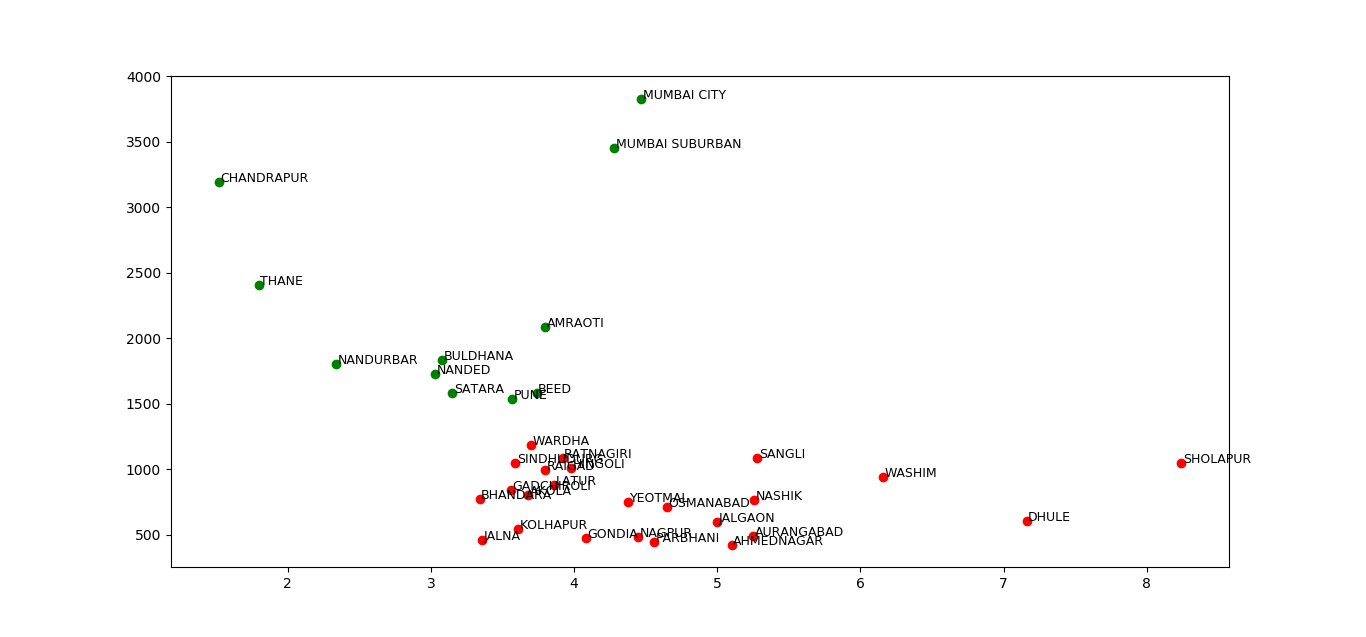 4000
MUMBAI CITY
3500
MUMBAI SUBURBAN
CHANDRAPUR
3000
2500
THANE
2000
AMRAOTI
NANDURBAR
BULDHANA
NANDED
1500
SATARA
PUNE
BEED
WARDHA
1000
SINDHUDURG
RATNAGIRI
RAIGAD
HINGOLI
SANGLI
WASHIM
SHOLAPUR
GADCHIROLI
LATUR
BHANDARA
AKOLA
YEOTMAL
OSMANABAD
NASHIK
500
KOLHAPUR
JALNA
GONDIA
NAGPUR
PARBHANI
JALGAON
AURANGABAD
AHMEDNAGAR
DHULE
2 3 4 5 6 7 8